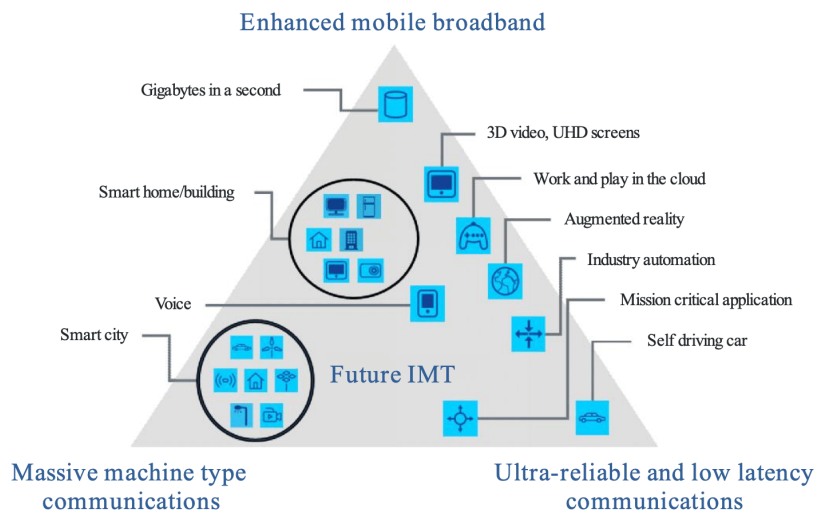 Enhanced mobile broadband
Gigabytes in a second
3D video, UHD screens
Work and play in the cloud
Smart home/building
Augmented reality
Industry automation
Mission critical application
Voice
Smart city
Self driving car
Future IMT
Massive machine type
communications
Ultra-reliable and low latency
communications